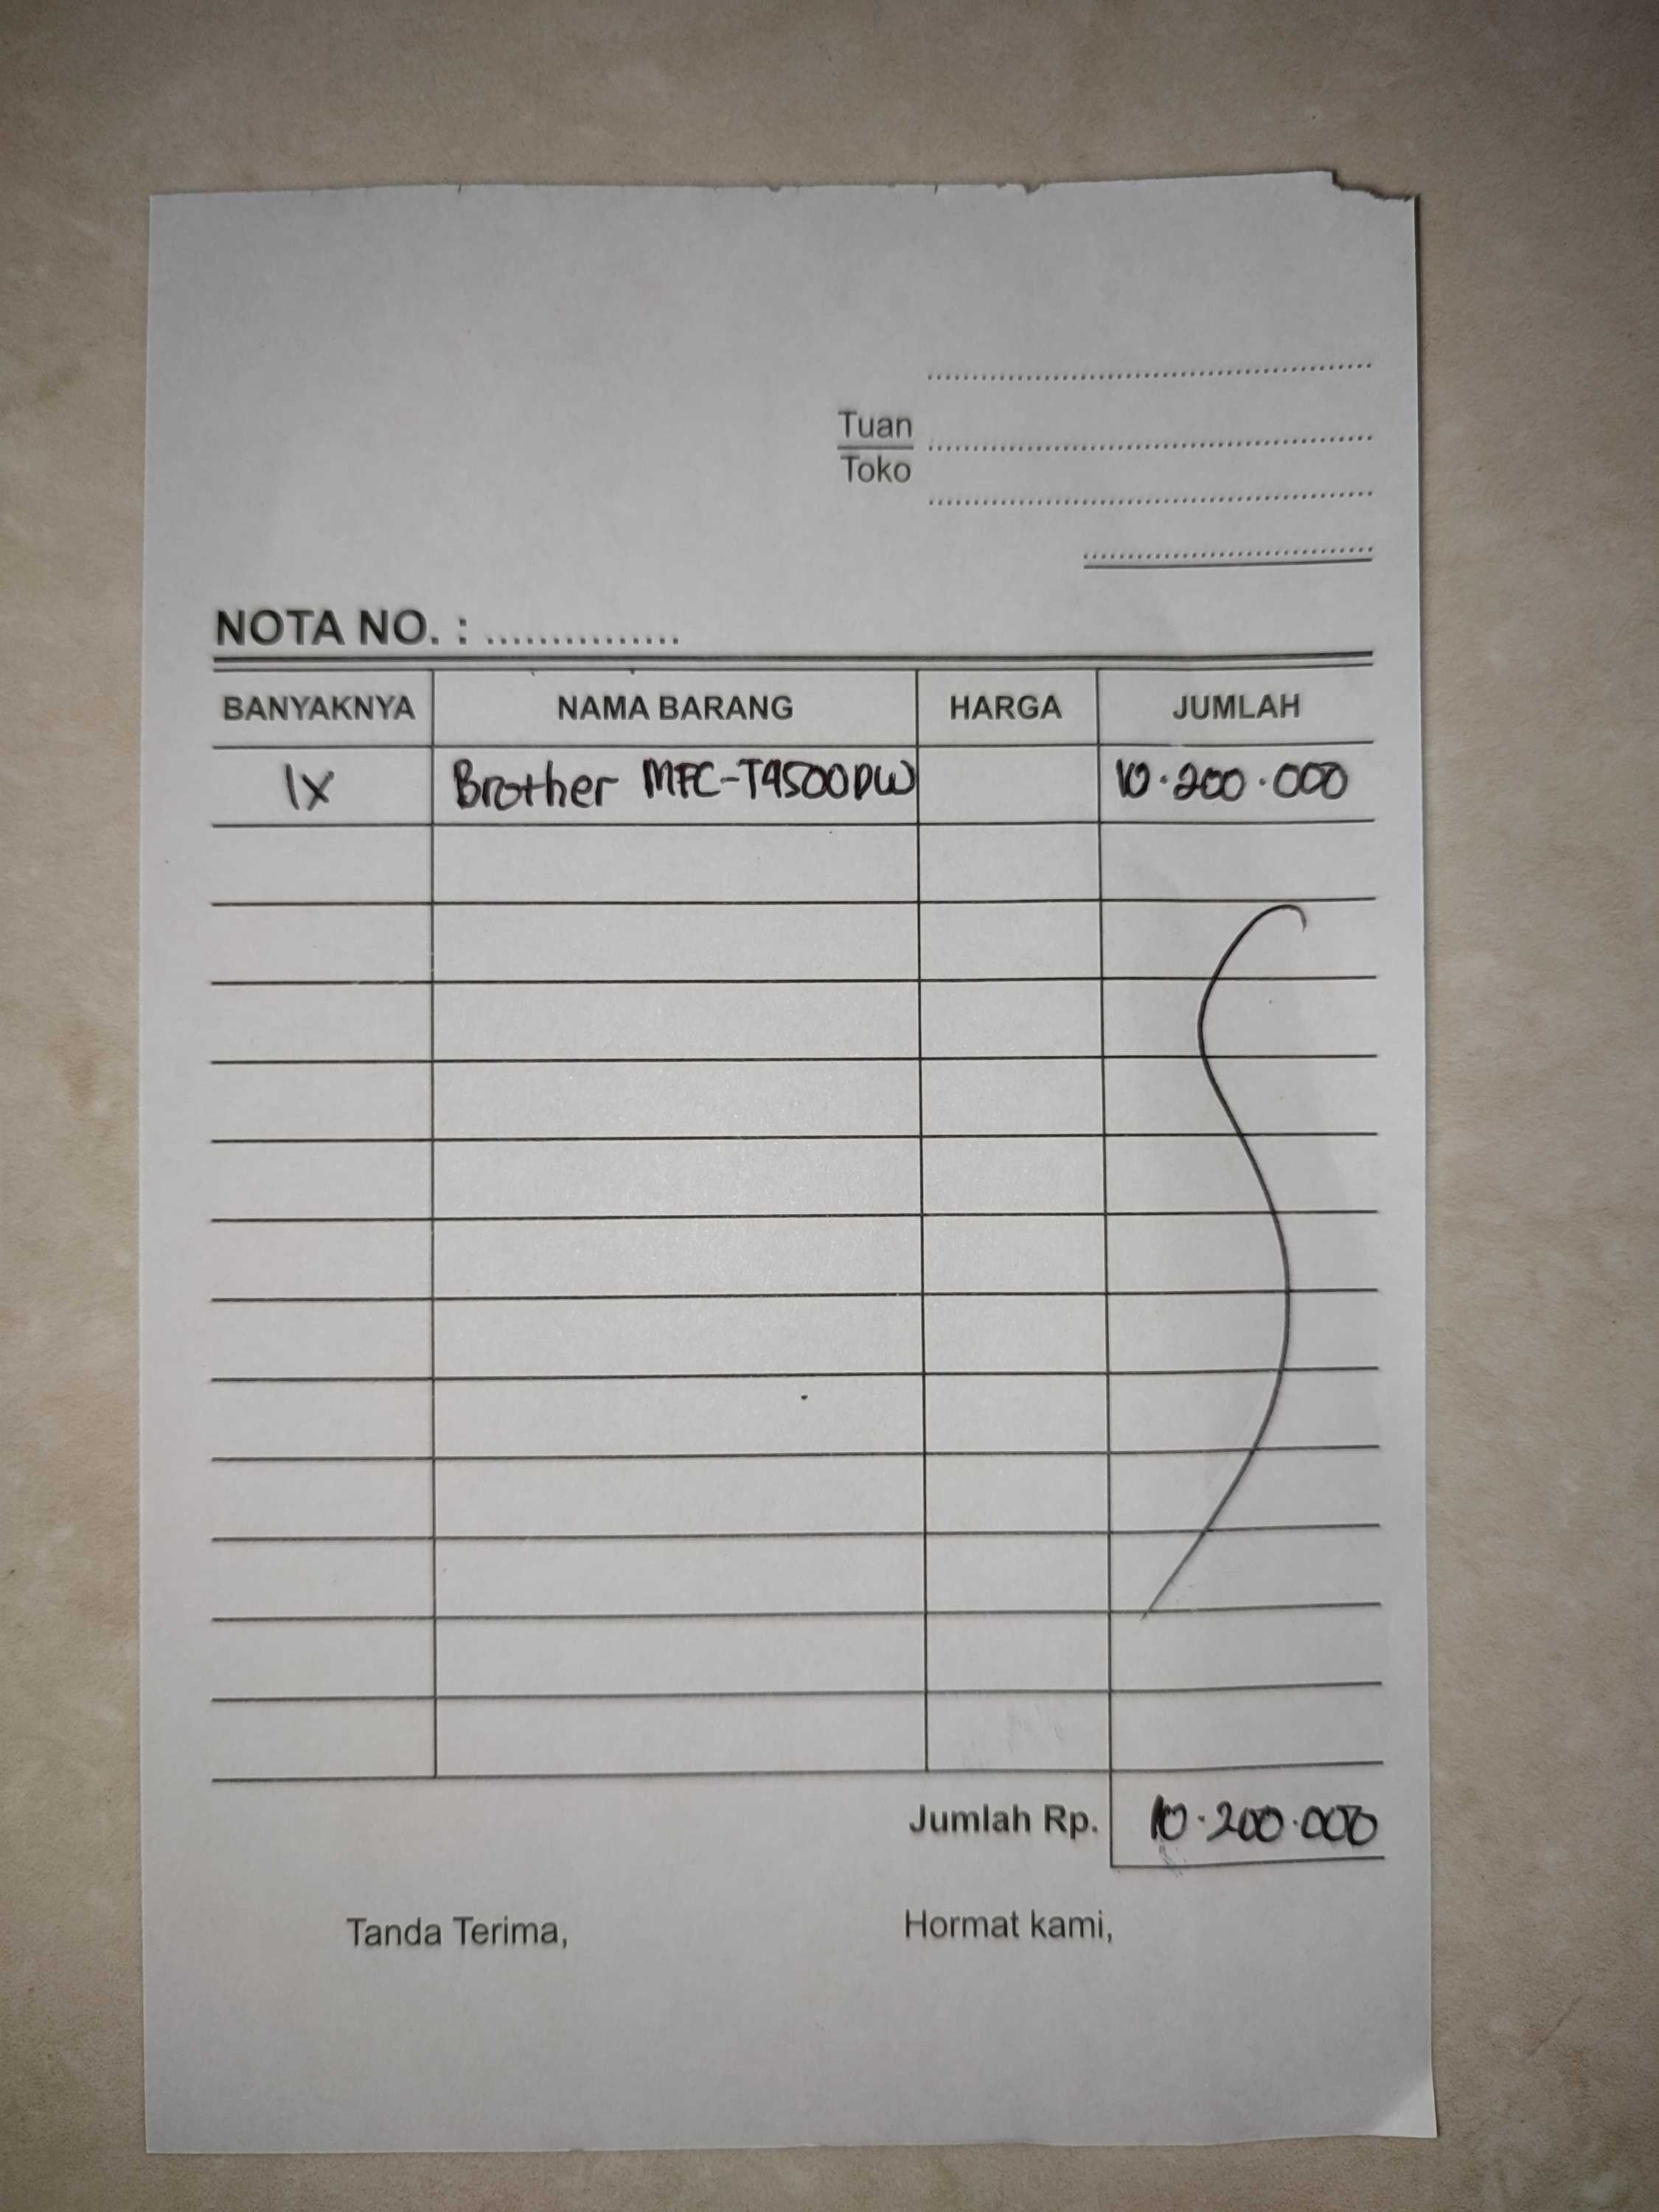 Tuan
Toko
NOTA NO. : ...............
BANYAKNYA NAMA BARANG HARGA JUMLAH
1x Brother MFC-T4500DW 10.200.000
Jumlah Rp. 10.200.000
Tanda Terima, Hormat kami,